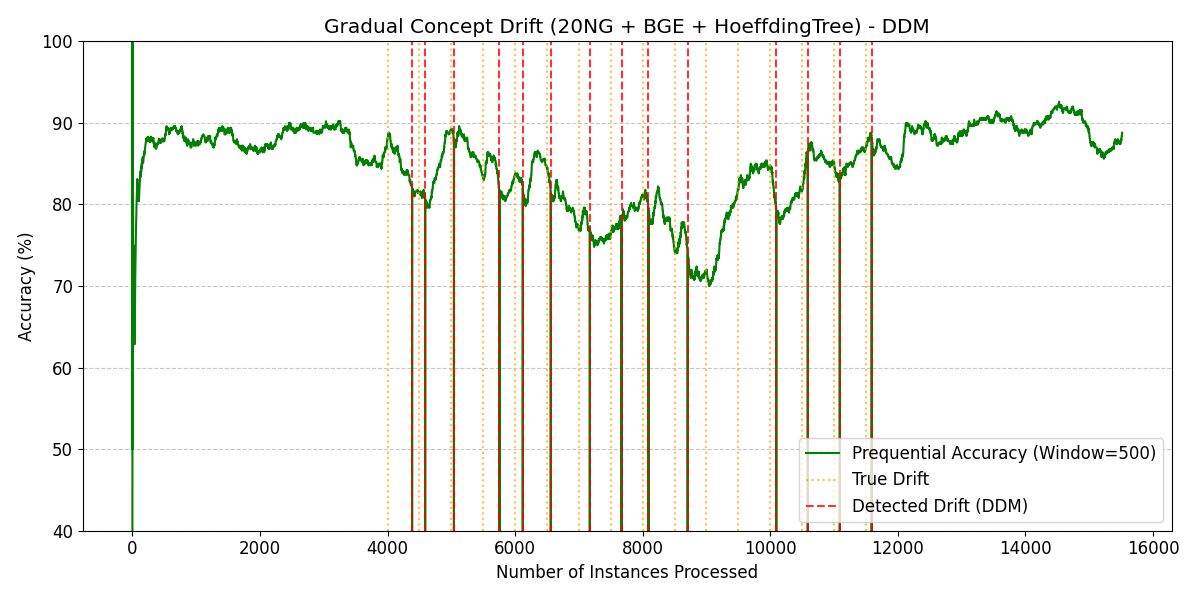 Gradual Concept Drift (20NG + BGE + HoeffdingTree) - DDM
Accuracy (%)
100
90
80
70
60
50
40
Prequential Accuracy (Window=500)
True Drift
Detected Drift (DDM)
0 2000 4000 6000 8000 10000 12000 14000 16000
Number of Instances Processed